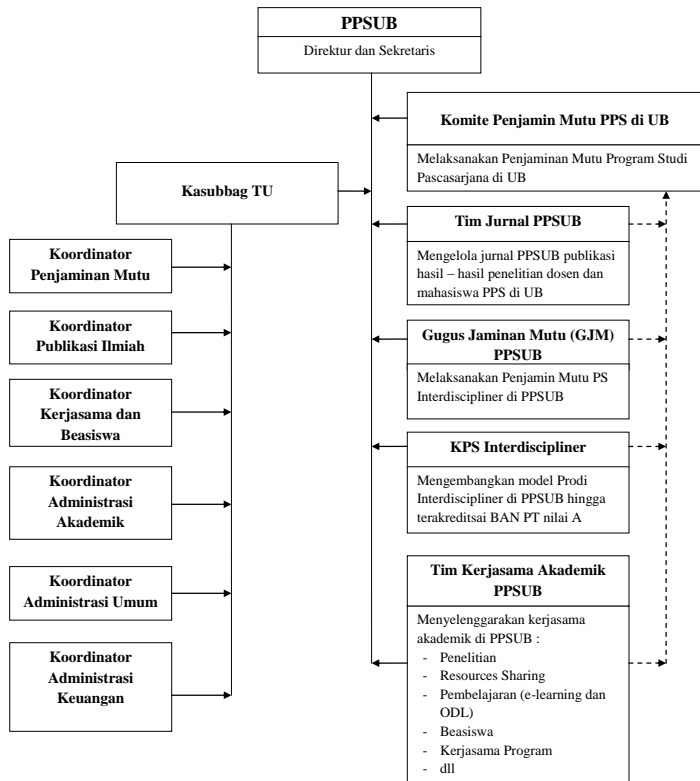 PPSUB
Direktur dan Sekretaris
Komite Penjamin Mutu PPS di UB
Melaksanakan Penjaminan Mutu Program Studi
Pascasarjana di UB
Kasubbag TU
Tim Jurnal PPSUB
Mengelola jurnal PPSUB publikasi
hasil – hasil penelitian dosen dan
mahasiswa PPS di UB
Koordinator
Penjaminan Mutu
Koordinator
Publikasi Ilmiah
Gugus Jaminan Mutu (GJM)
PPSUB
Melaksanakan Penjamin Mutu PS
Interdiscipliner di PPSUB
Koordinator
Kerjasama dan
Beasiswa
KPS Interdiscipliner
Mengembangkan model Prodi
Interdiscipliner di PPSUB hingga
terakreditsai BAN PT nilai A
Koordinator
Administrasi
Akademik
Koordinator
Administrasi Umum
Koordinator
Administrasi
Keuangan
Tim Kerjasama Akademik
PPSUB
Menyelenggarakan kerjasama
akademik di PPSUB :
- Penelitian
- Resources Sharing
- Pembelajaran (e-learning dan
ODL)
- Beasiswa
- Kerjasama Program
- dll